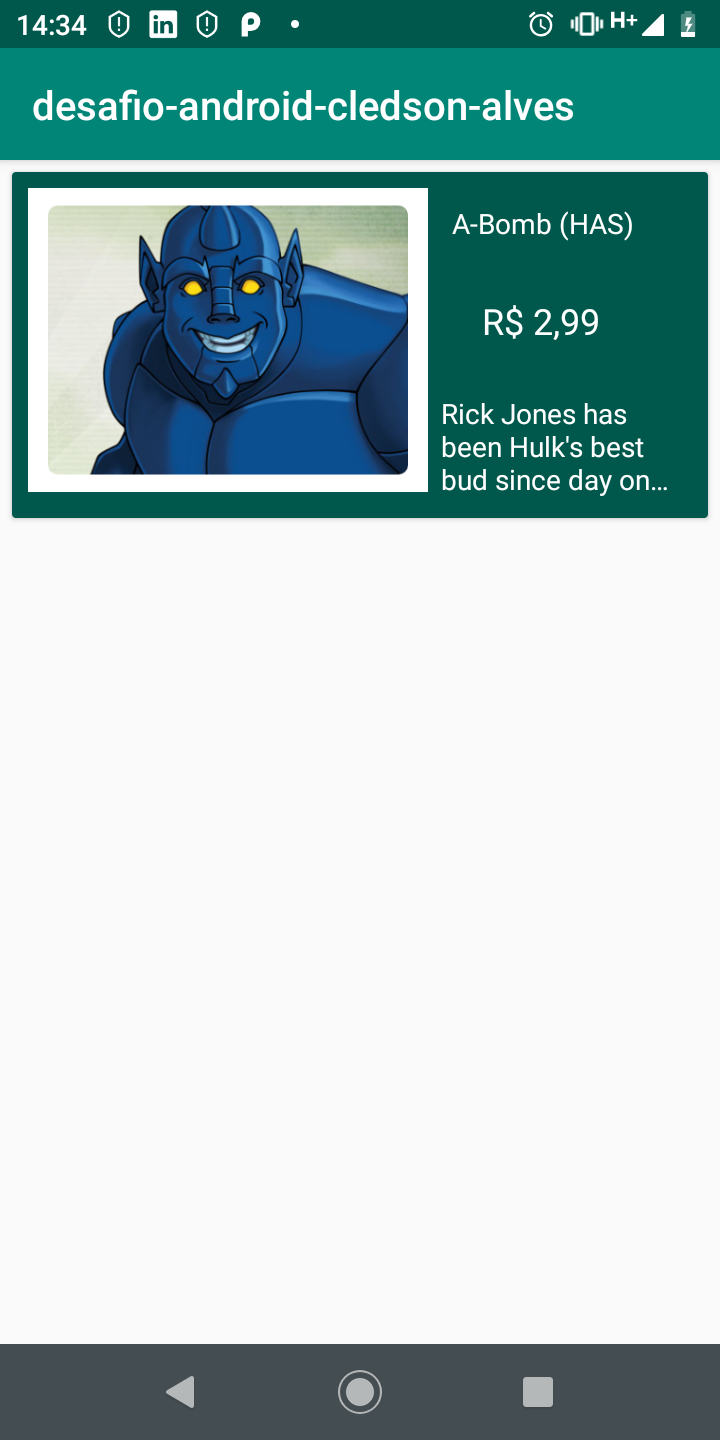 14:34
H+
desafio-android-cledson-alves
A-Bomb (HAS)
R$ 2,99
Rick Jones has
been Hulk's best
bud since day on…